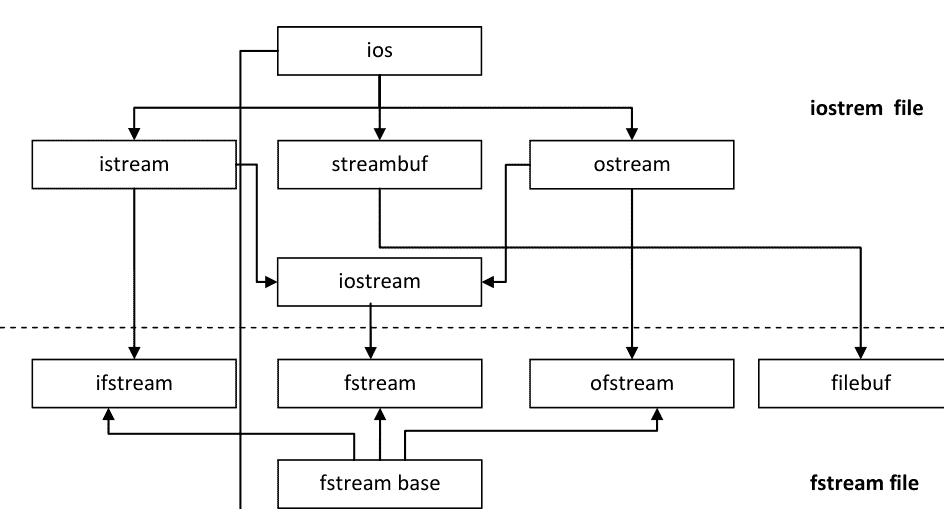 ios
iostrem file
istream
streambuf
ostream
iostream
ifstream
fstream
ofstream
filebuf
fstream base
fstream file